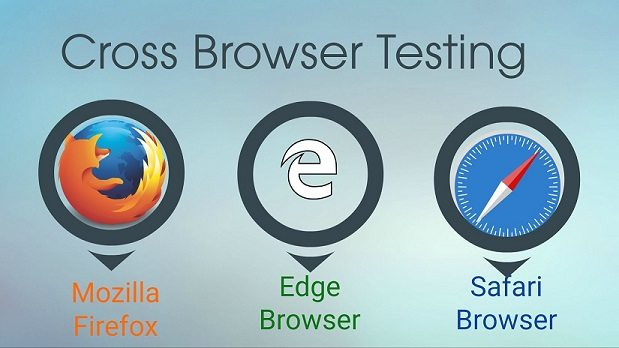 Cross Browser Testing
Mozilla
Firefox
Edge
Browser
Safari
Browser